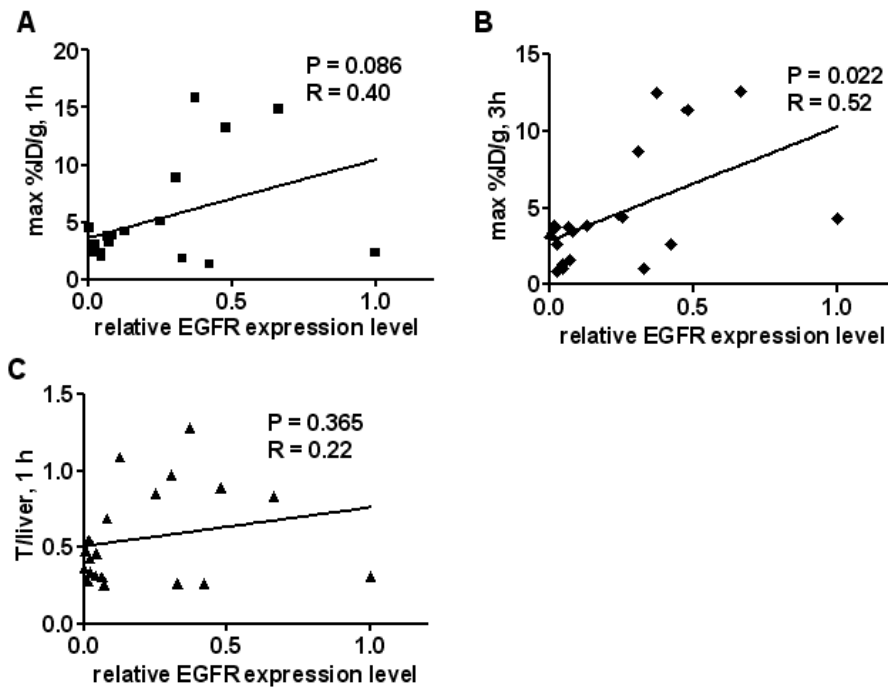 A
max %ID/g, 1h
20
15
10
5
0
P = 0.086
R = 0.40
0.0 0.5 1.0
relative EGFR expression level
B
max %ID/g, 3h
15
10
5
0
P = 0.022
R = 0.52
0.0 0.5 1.0
relative EGFR expression level
C
T/liver, 1 h
1.5
1.0
0.5
0.0
P = 0.365
R = 0.22
0.0 0.5 1.0
relative EGFR expression level